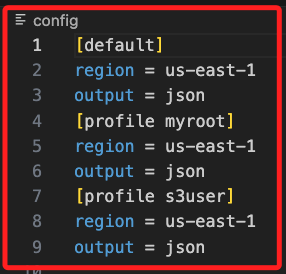 config
1 [default]
2 region = us-east-1
3 output = json
4 [profile myroot]
5 region = us-east-1
6 output = json
7 [profile s3user]
8 region = us-east-1
9 output = json